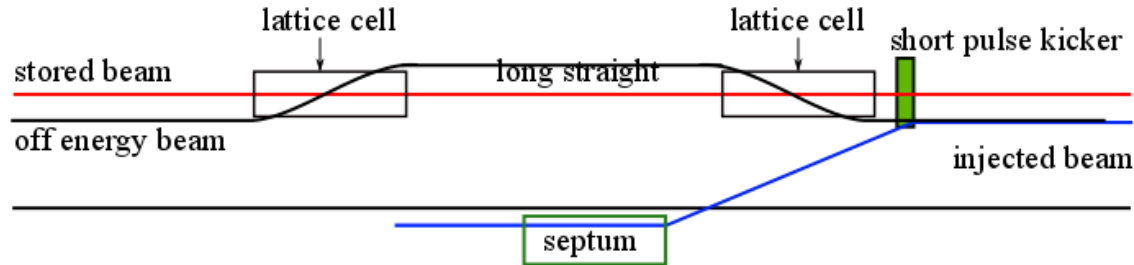 lattice cell
lattice cell
short pulse kicker
stored beam
long straight
off energy beam
injected beam
septum